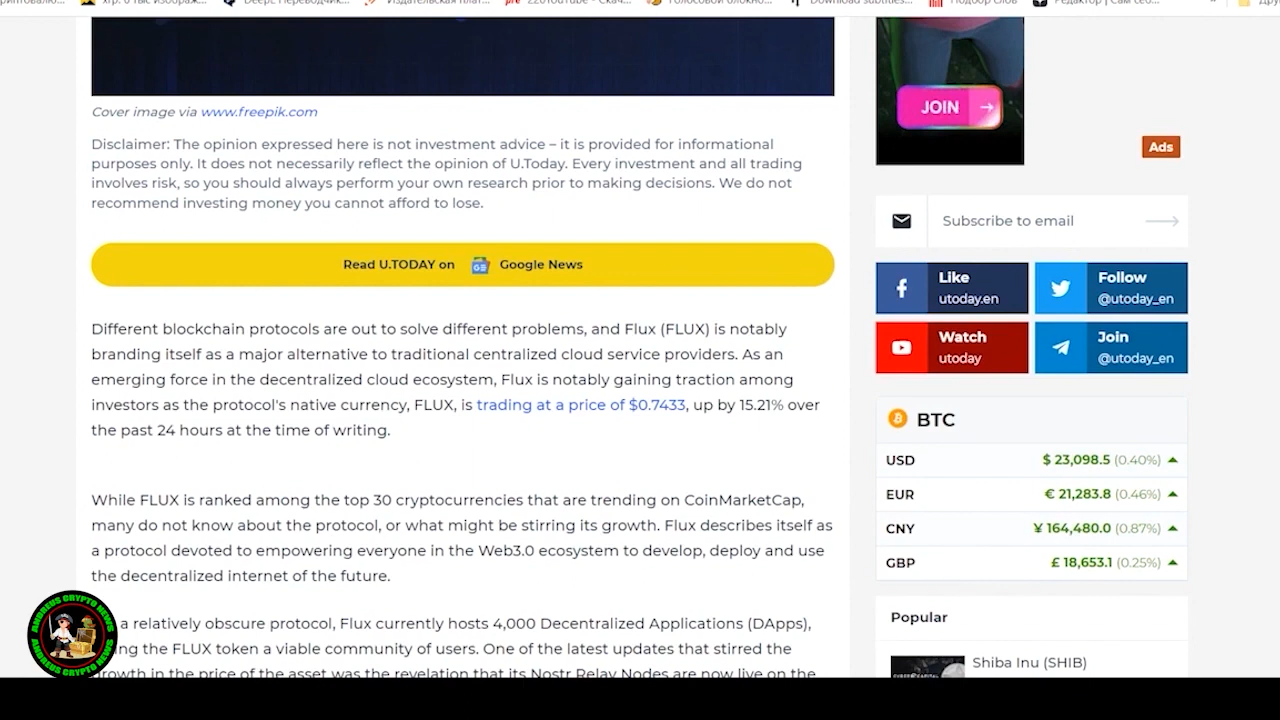 JOIN
Ads
Cover image via www.freepik.com
Disclaimer: The opinion expressed here is not investment advice – it is provided for informational
purposes only. It does not necessarily reflect the opinion of U.Today. Every investment and all trading
involves risk, so you should always perform your own research prior to making decisions. We do not
recommend investing money you cannot afford to lose.
Read U.TODAY on Google News
Different blockchain protocols are out to solve different problems, and Flux (FLUX) is notably
branding itself as a major alternative to traditional centralized cloud service providers. As an
emerging force in the decentralized cloud ecosystem, Flux is notably gaining traction among
investors as the protocol's native currency, FLUX, is trading at a price of $0.7433, up by 15.21% over
the past 24 hours at the time of writing.
While FLUX is ranked among the top 30 cryptocurrencies that are trending on CoinMarketCap,
many do not know about the protocol, or what might be stirring its growth. Flux describes itself as
a protocol devoted to empowering everyone in the Web3.0 ecosystem to develop, deploy and use
the decentralized internet of the future.
a relatively obscure protocol, Flux currently hosts 4,000 Decentralized Applications (DApps),
the FLUX token a viable community of users. One of the latest updates that stirred the
growth in the price of the asset was the revelation that its Nostr Relay Nodes are now live on the
Subscribe to email
Like
utoday.en
Follow
@utoday_en
Watch
utoday
Join
@utoday_en
BTC
USD $ 23,098.5 (0.40%)
EUR € 21,283.8 (0.46%)
CNY ¥ 164,480.0 (0.87%)
GBP £ 18,653.1 (0.25%)
Popular
Shiba Inu (SHIB)
ANDREUS CRYPTO NEWS
ANDREUS CRYPTO NEWS